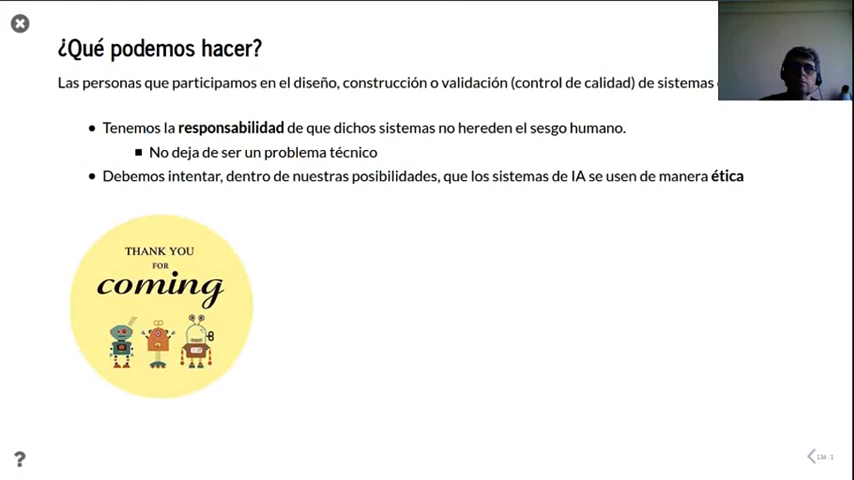 ¿Qué podemos hacer?
Las personas que participamos en el diseño, construcción o validación (control de calidad) de sistemas
• Tenemos la responsabilidad de que dichos sistemas no hereden el sesgo humano.
▪ No deja de ser un problema técnico
• Debemos intentar, dentro de nuestras posibilidades, que los sistemas de IA se usen de manera ética
THANK YOU
FOR
coming
?
134 : 1